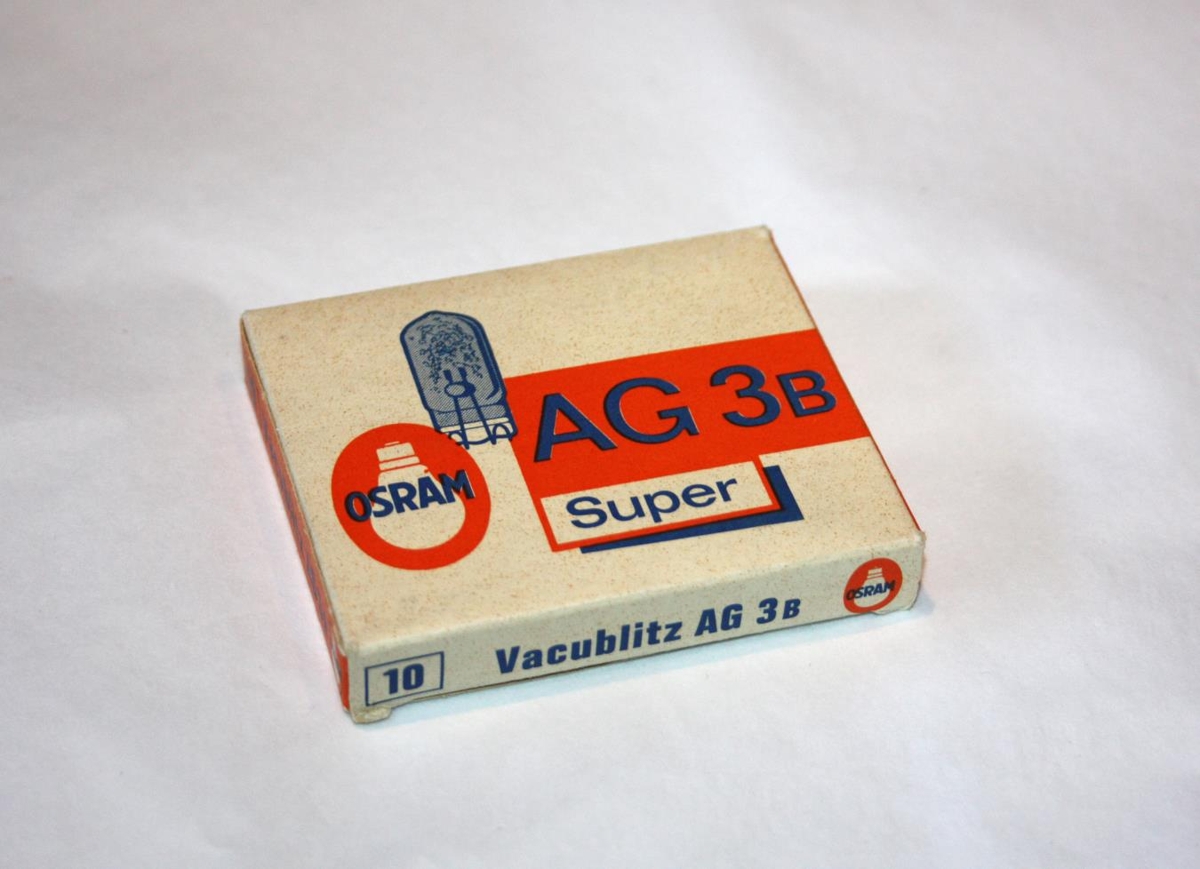 AG 3B
OSRAM
Super
10
Vacublitz AG 3B
OSRAM